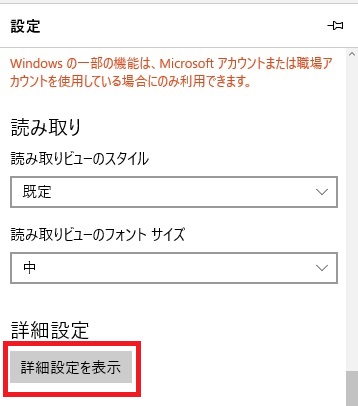 設定
Windows の一部の機能は、Microsoft アカウントまたは職場ア
カウントを使用している場合にのみ利用できます。
読み取り
読み取りビューのスタイル
既定
読み取りビューのフォント サイズ
中
詳細設定
詳細設定を表示